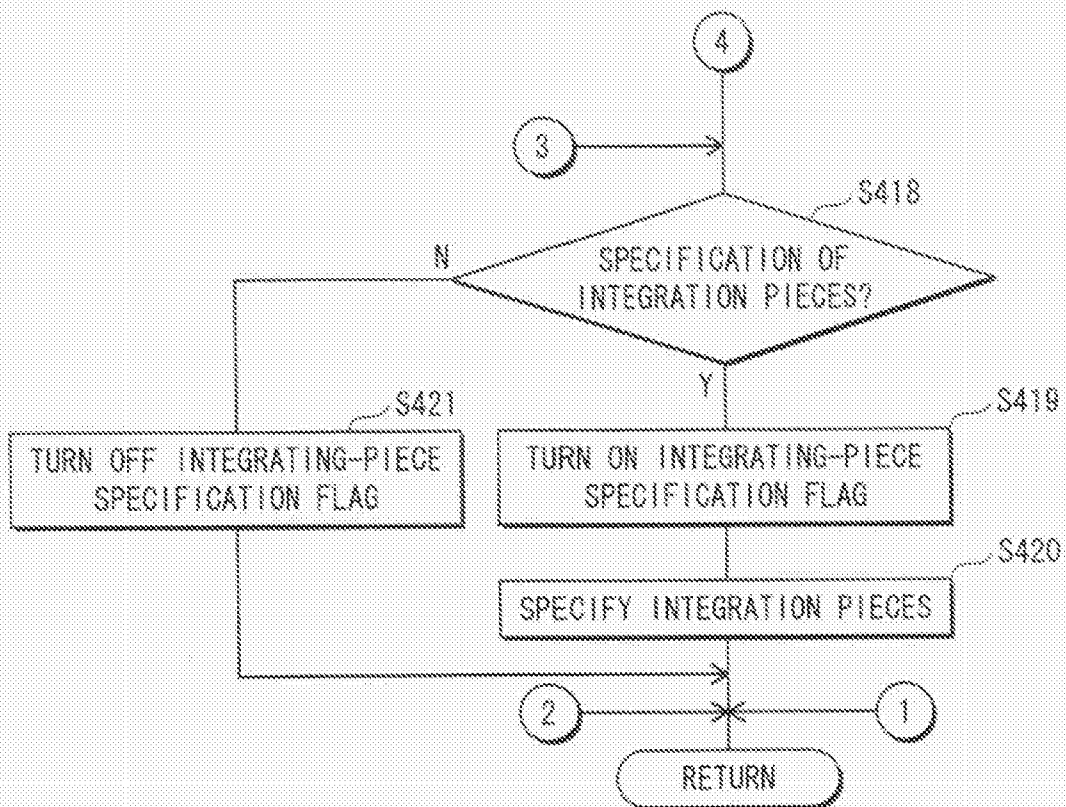 4
3
S418
N
SPECIFICATION OF
INTEGRATION PIECES?
Y
S421
S419
TURN OFF INTEGRATING-PIECE
SPECIFICATION FLAG
TURN ON INTEGRATING-PIECE
SPECIFICATION FLAG
S420
SPECIFY INTEGRATION PIECES
2
1
RETURN